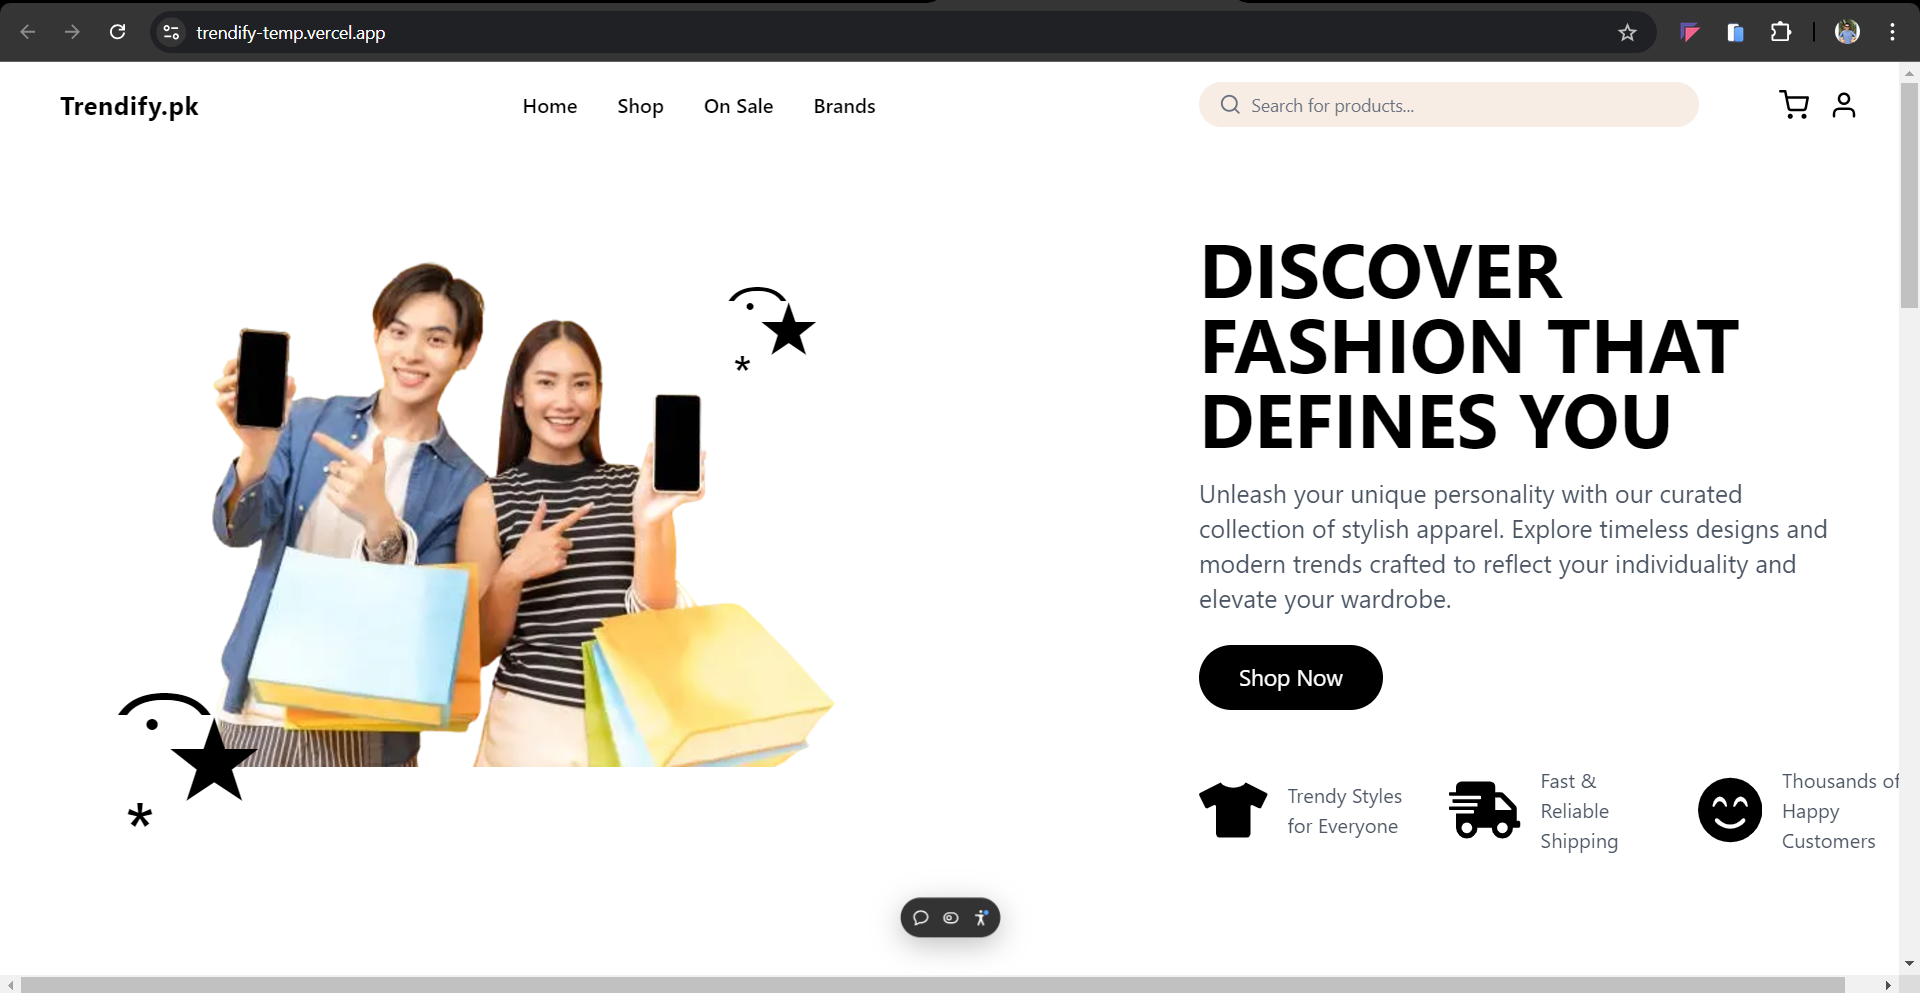 trendify-temp.vercel.app
Trendify.pk
Home
Shop
On Sale
Brands
Search for products...
DISCOVER
FASHION THAT
DEFINES YOU
Unleash your unique personality with our curated
collection of stylish apparel. Explore timeless designs and
modern trends crafted to reflect your individuality and
elevate your wardrobe.
Shop Now
Trendy Styles
for Everyone
Fast &
Reliable
Shipping
Thousands of
Happy
Customers